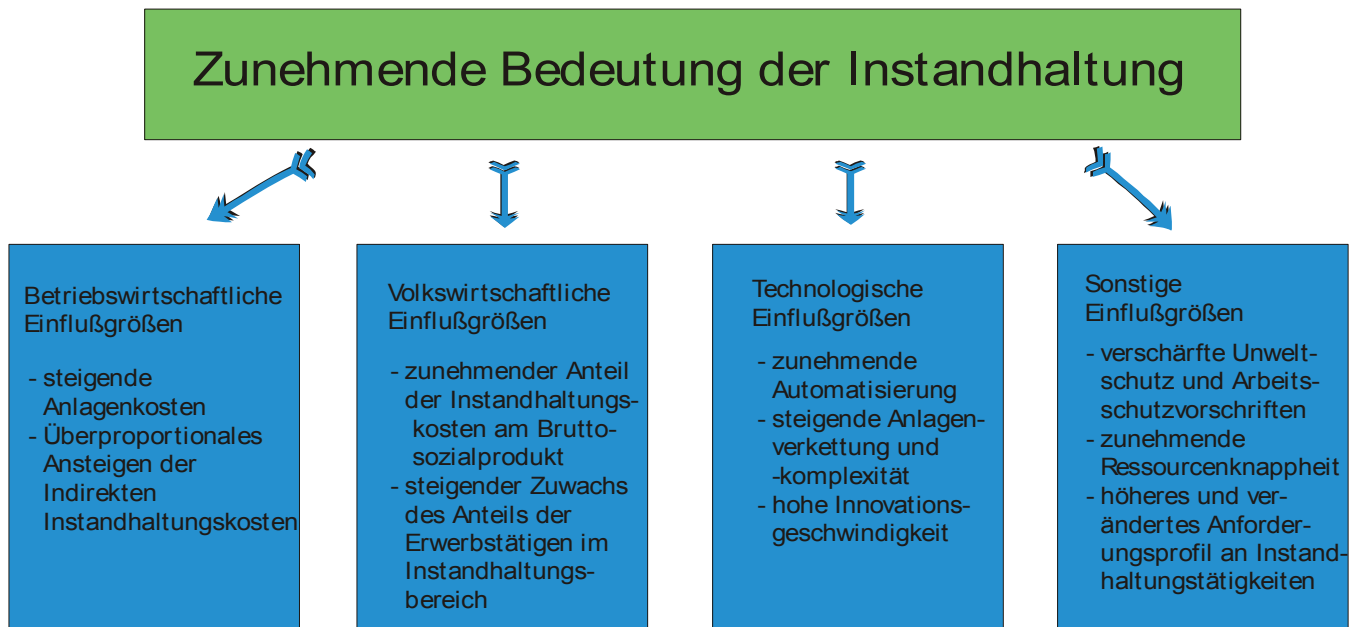 Zunehmende Bedeutung der Instandhaltung
Betriebswirtschaftliche
Einflußgrößen
- steigende
Anlagenkosten
- Überproportionales
Ansteigen der
Indirekten
Instandhaltungskosten
Volkswirtschaftliche
Einflußgrößen
- zunehmender Anteil
der Instandhaltungs-
kosten am Brutto-
sozialprodukt
- steigender Zuwachs
des Anteils der
Erwerbstätigen im
Instandhaltungs-
bereich
Technologische
Einflußgrößen
- zunehmende
Automatisierung
- steigende Anlagen-
verkettung und
-komplexität
- hohe Innovations-
geschwindigkeit
Sonstige
Einflußgrößen
- verschärfte Unwelt-
schutz und Arbeits-
schutzvorschriften
- zunehmende
Ressourcenknappheit
- höheres und ver-
ändertes Anforder-
ungsprofil an Instand-
haltungstätigkeiten